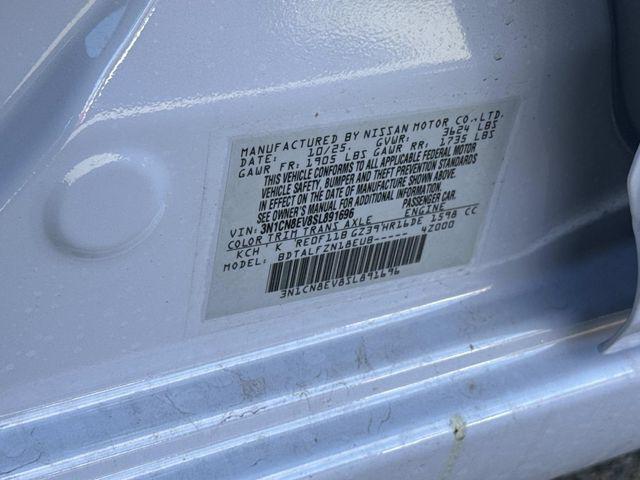 MANUFACTURED BY NISSAN MOTOR CO.,LTD.
DATE: 10/25. GVWR: 3624 LBS
GAWR FR: 1905 LBS GAWR RR: 1735 LBS
THIS VEHICLE CONFORMS TO ALL APPLICABLE FEDERAL MOTOR
VEHICLE SAFETY, BUMPER AND THEFT PREVENTION STANDARDS
IN EFFECT ON THE DATE OF MANUFACTURE SHOWN ABOVE.
SEE OWNER'S MANUAL FOR ADDITIONAL INFORMATION.
VIN: 3N1CN8EV8SL891696 PASSENGER CAR.
COLOR TRIM TRANS AXLE ENGINE
KCH K RE0F11B GZ39 HR16DE 1598 CC
MODEL: BDTALFZN18EUB----- 4Z000
3N1CN8EV8SL891696